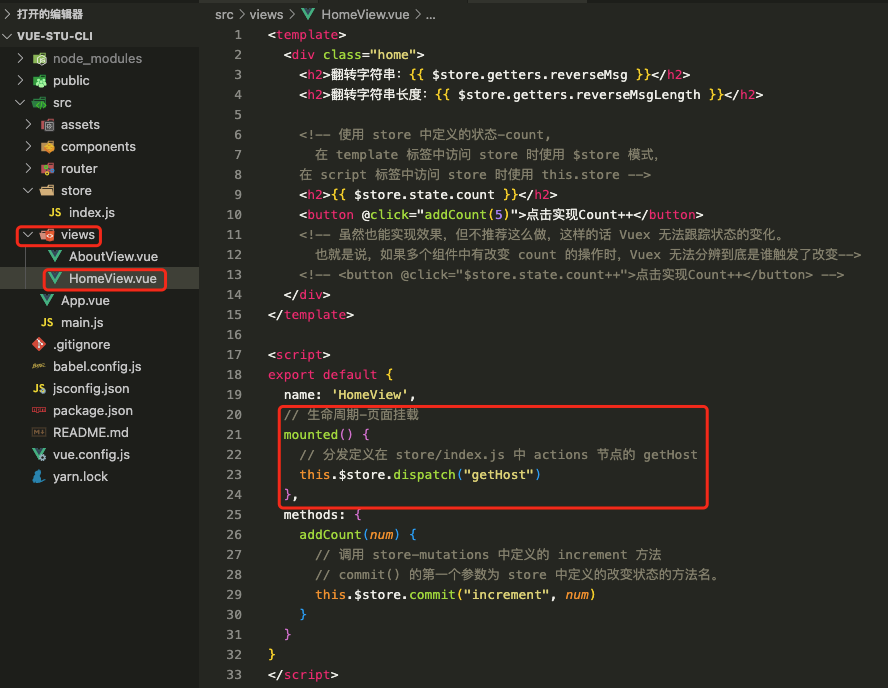 打开的编辑器
VUE-STU-CLI
node_modules
public
src
assets
components
router
store
JS index.js
views
AboutView.vue
HomeView.vue
App.vue
JS main.js
.gitignore
babel.config.js
JS jsconfig.json
package.json
README.md
vue.config.js
yarn.lock
src > views > HomeView.vue > ...
1 <template>
2 <div class="home">
3 <h2>翻转字符串: {{ $store.getters.reverseMsg }}</h2>
4 <h2>翻转字符串长度: {{ $store.getters.reverseMsgLength }}</h2>
5
6 <!-- 使用 store 中定义的状态-count,
7 在 template 标签中访问 store 时使用 $store 模式,
8 在 script 标签中访问 store 时使用 this.store -->
9 <h2>{{ $store.state.count }}</h2>
10 <button @click="addCount(5)">点击实现Count++</button>
11 <!-- 虽然也能实现效果，但不推荐这么做，这样的话 Vuex 无法跟踪状态的变化。
12 也就是说，如果多个组件中有改变 count 的操作时，Vuex 无法分辨到底是谁触发了改变-->
13 <!-- <button @click="$store.state.count++">点击实现Count++</button> -->
14 </div>
15 </template>
16
17 <script>
18 export default {
19 name: 'HomeView',
20 // 生命周期-页面挂载
21 mounted() {
22 // 分发定义在 store/index.js 中 actions 节点的 getHost
23 this.$store.dispatch("getHost")
24 },
25 methods: {
26 addCount(num) {
27 // 调用 store-mutations 中定义的 increment 方法
28 // commit() 的第一个参数为 store 中定义的改变状态的方法名。
29 this.$store.commit("increment", num)
30 }
31 }
32 }
33 </script>